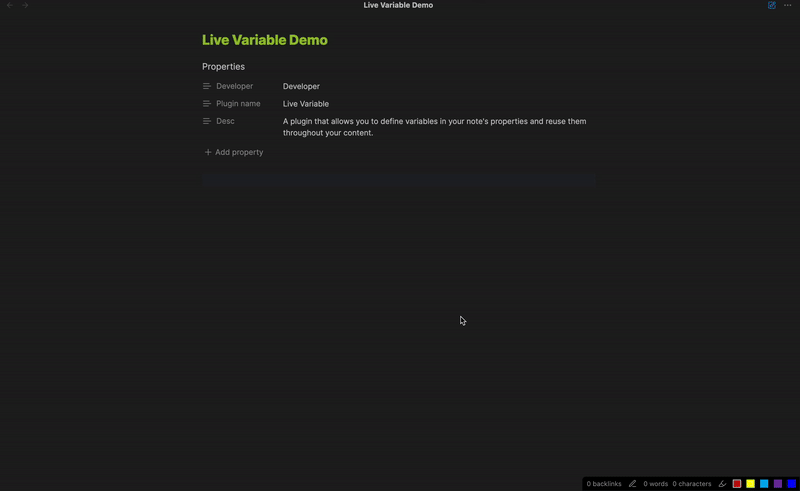 Live Variable Demo
Live Variable Demo
Properties
Developer Developer
Plugin name Live Variable
Desc A plugin that allows you to define variables in your note's properties and reuse them
throughout your content.
+ Add property
0 backlinks 0 words 0 characters